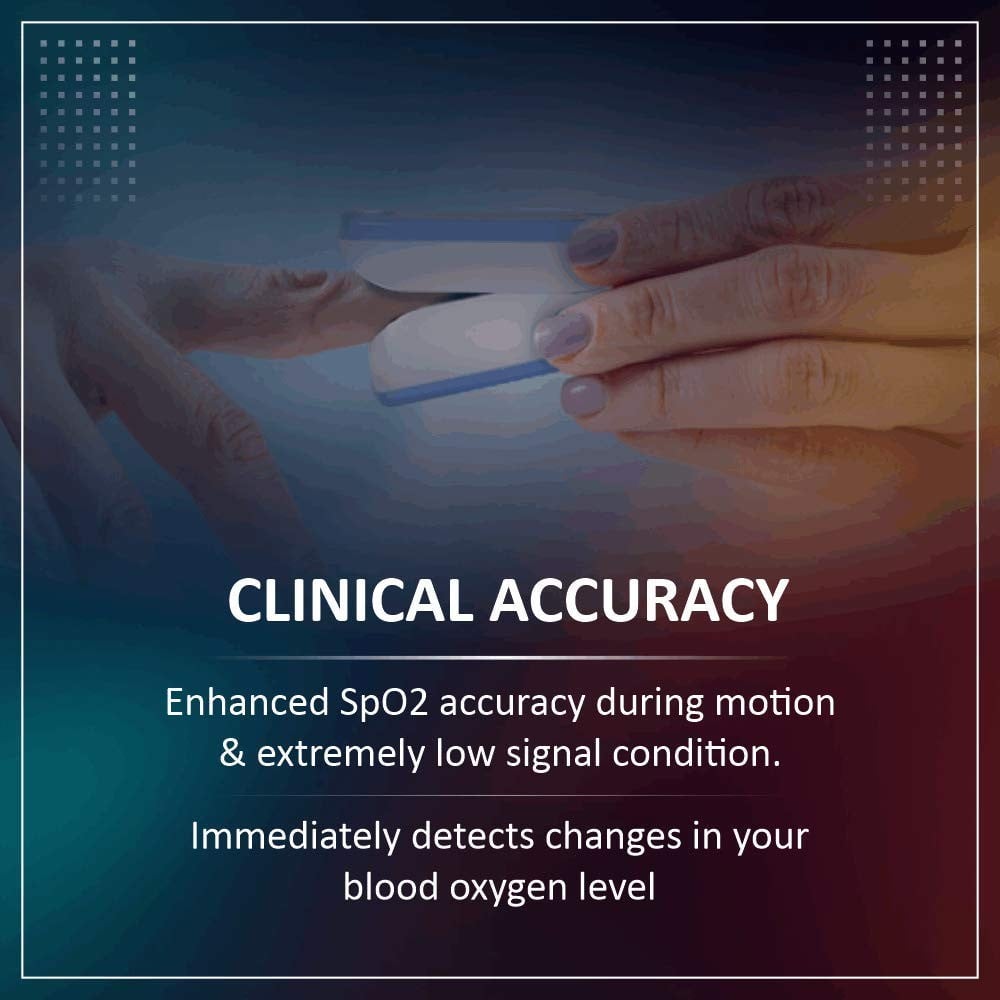 CLINICAL ACCURACY
Enhanced SpO2 accuracy during motion
& extremely low signal condition.
Immediately detects changes in your
blood oxygen level